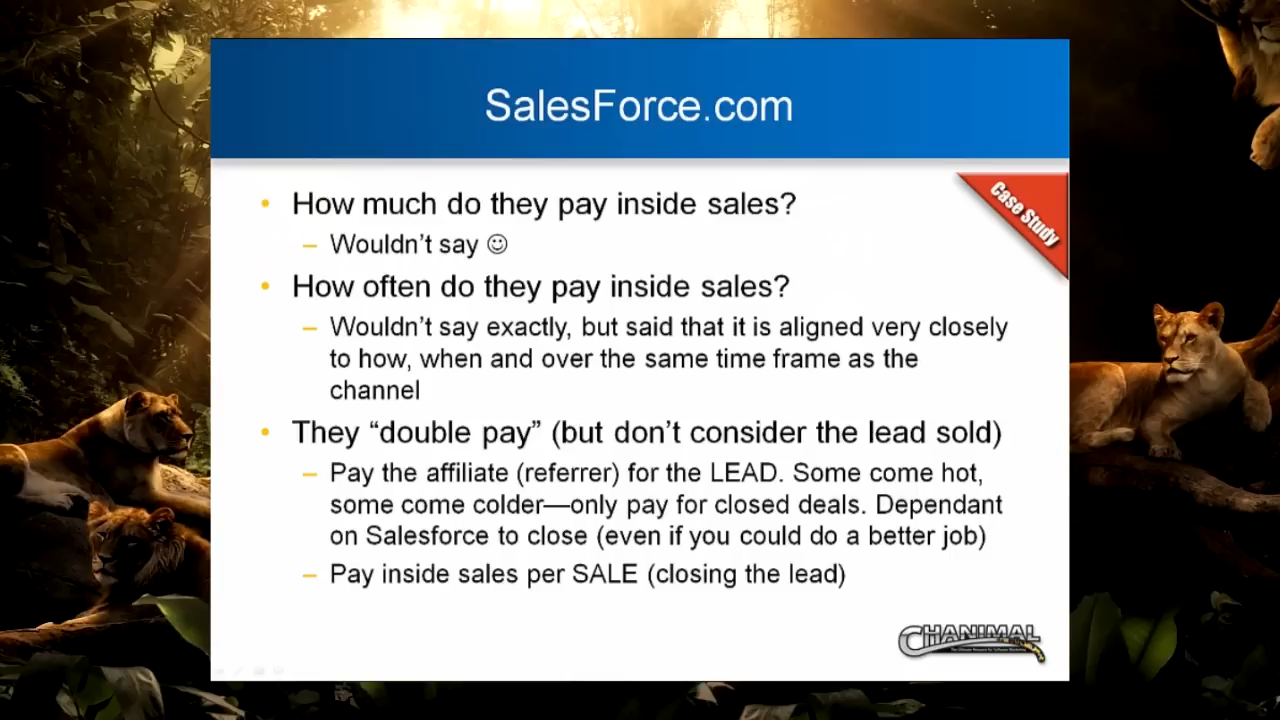 SalesForce.com
Case Study
• How much do they pay inside sales?
– Wouldn't say ☺
• How often do they pay inside sales?
– Wouldn't say exactly, but said that it is aligned very closely
to how, when and over the same time frame as the
channel
• They “double pay” (but don't consider the lead sold)
– Pay the affiliate (referrer) for the LEAD. Some come hot,
some come colder—only pay for closed deals. Dependant
on Salesforce to close (even if you could do a better job)
– Pay inside sales per SALE (closing the lead)
CHANIMAL